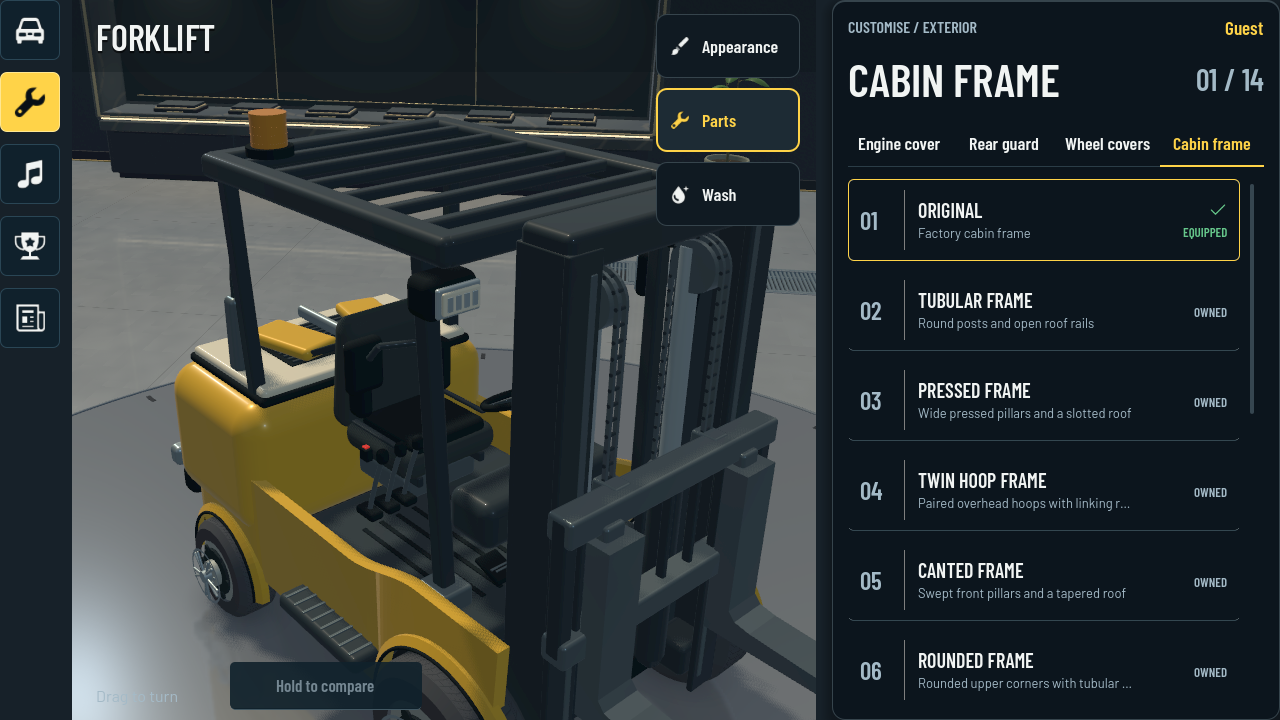 FORKLIFT
Appearance
Parts
Wash
Drag to turn
Hold to compare
CUSTOMISE / EXTERIOR
Guest
CABIN FRAME
01 / 14
Engine cover
Rear guard
Wheel covers
Cabin frame
01
ORIGINAL
Factory cabin frame
EQUIPPED
02
TUBULAR FRAME
Round posts and open roof rails
OWNED
03
PRESSED FRAME
Wide pressed pillars and a slotted roof
OWNED
04
TWIN HOOP FRAME
Paired overhead hoops with linking r...
OWNED
05
CANTED FRAME
Swept front pillars and a tapered roof
OWNED
06
ROUNDED FRAME
Rounded upper corners with tubular ...
OWNED